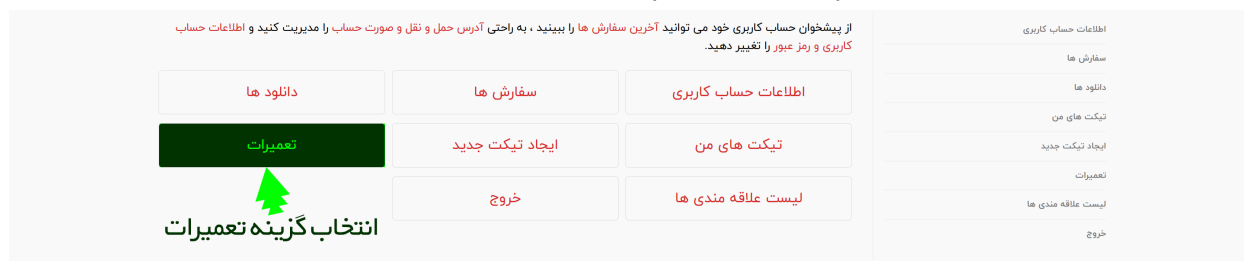 اطلاعات حساب کاربری
سفارش ها
دانلود ها
تیکت های من
ایجاد تیکت جدید
تعمیرات
لیست علاقه مندی ها
خروج
از پیشخوان حساب کاربری خود می توانید آخرین سفارش ها را ببینید ، به راحتی آدرس حمل و نقل و صورت حساب را مدیریت کنید و اطلاعات حساب
کاربری و رمز عبور را تغییر دهید.
اطلاعات حساب کاربری
سفارش ها
دانلود ها
تیکت های من
ایجاد تیکت جدید
تعمیرات
لیست علاقه مندی ها
خروج
انتخاب گزینه تعمیرات